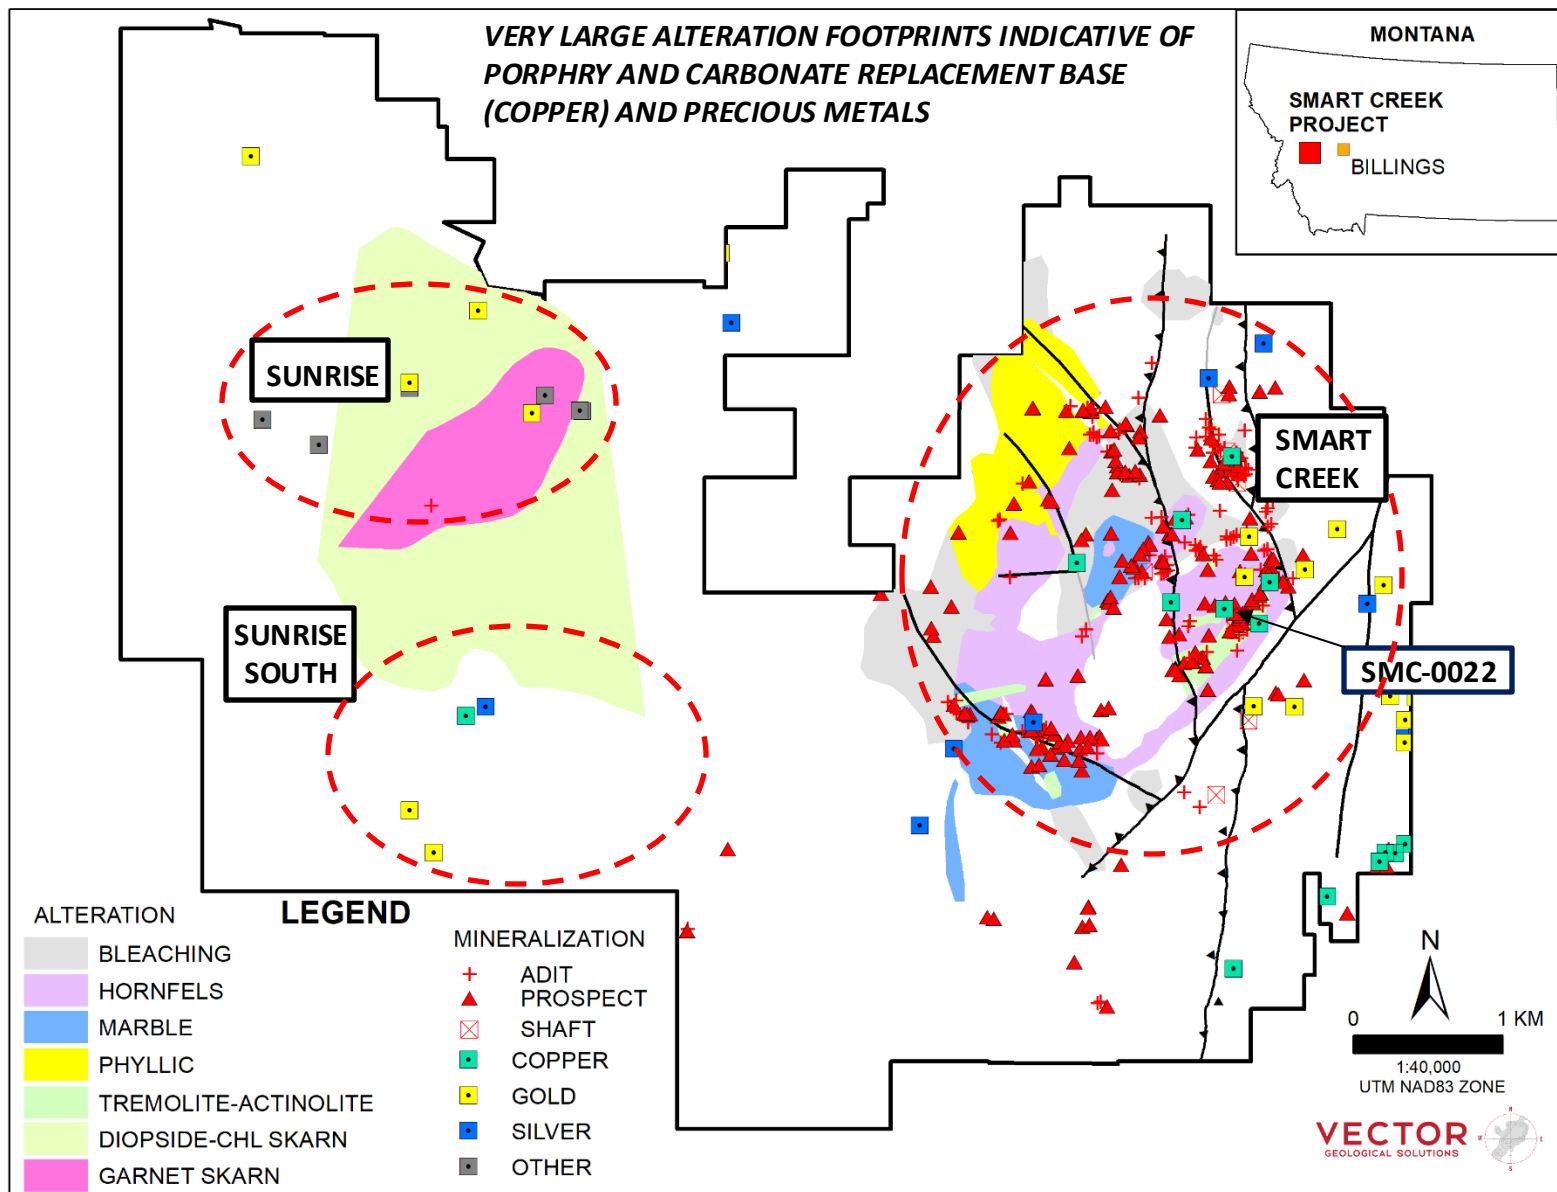 VERY LARGE ALTERATION FOOTPRINTS INDICATIVE OF
PORPHRY AND CARBONATE REPLACEMENT BASE
(COPPER) AND PRECIOUS METALS
MONTANA
SMART CREEK
PROJECT
BILLINGS
SUNRISE
SMART
CREEK
SUNRISE
SOUTH
SMC-0022
LEGEND
ALTERATION
BLEACHING
HORNFELS
MARBLE
PHYLLIC
TREMOLITE-ACTINOLITE
DIOPSIDE-CHL SKARN
GARNET SKARN
MINERALIZATION
ADIT
PROSPECT
SHAFT
COPPER
GOLD
SILVER
OTHER
N
0 1 KM
1:40,000
UTM NAD83 ZONE
VECTOR
GEOLOGICAL SOLUTIONS
N
W E
S